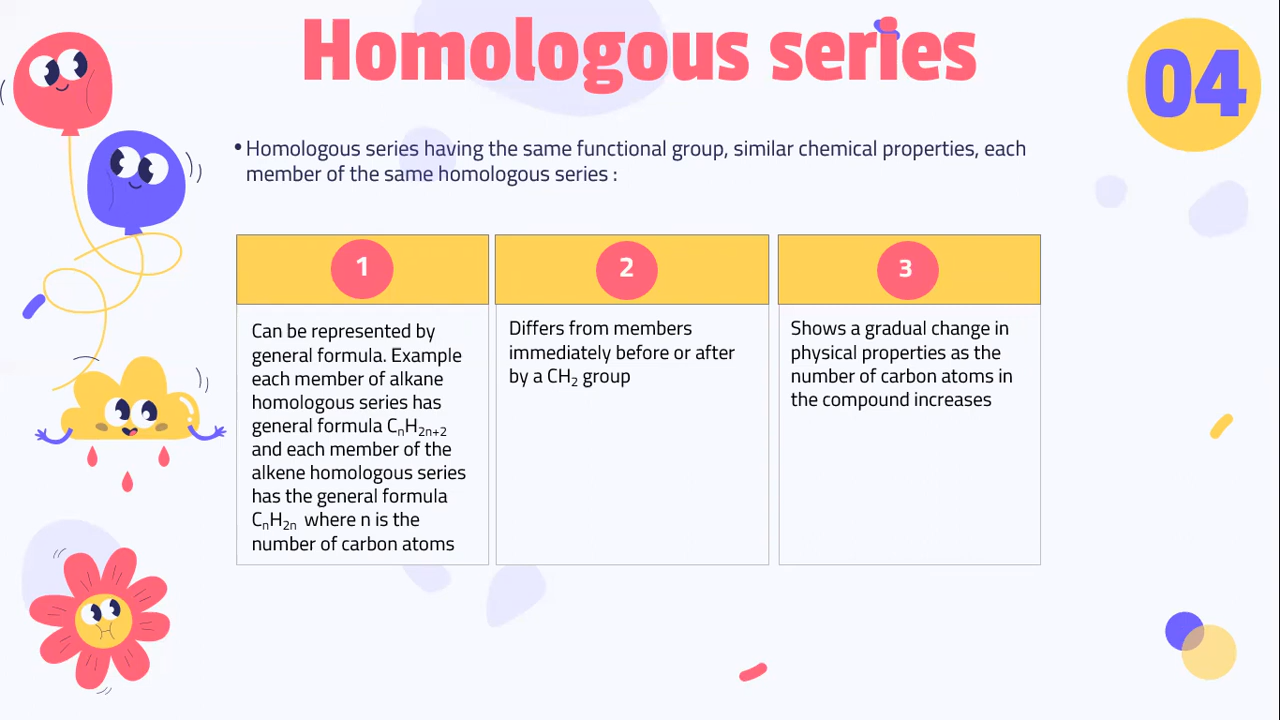 Homologous series
04
• Homologous series having the same functional group, similar chemical properties, each
member of the same homologous series :
1
Can be represented by
general formula. Example
each member of alkane
homologous series has
general formula CₙH₂ₙ₊₂
and each member of the
alkene homologous series
has the general formula
CₙH₂ₙ where n is the
number of carbon atoms
2
Differs from members
immediately before or after
by a CH₂ group
3
Shows a gradual change in
physical properties as the
number of carbon atoms in
the compound increases